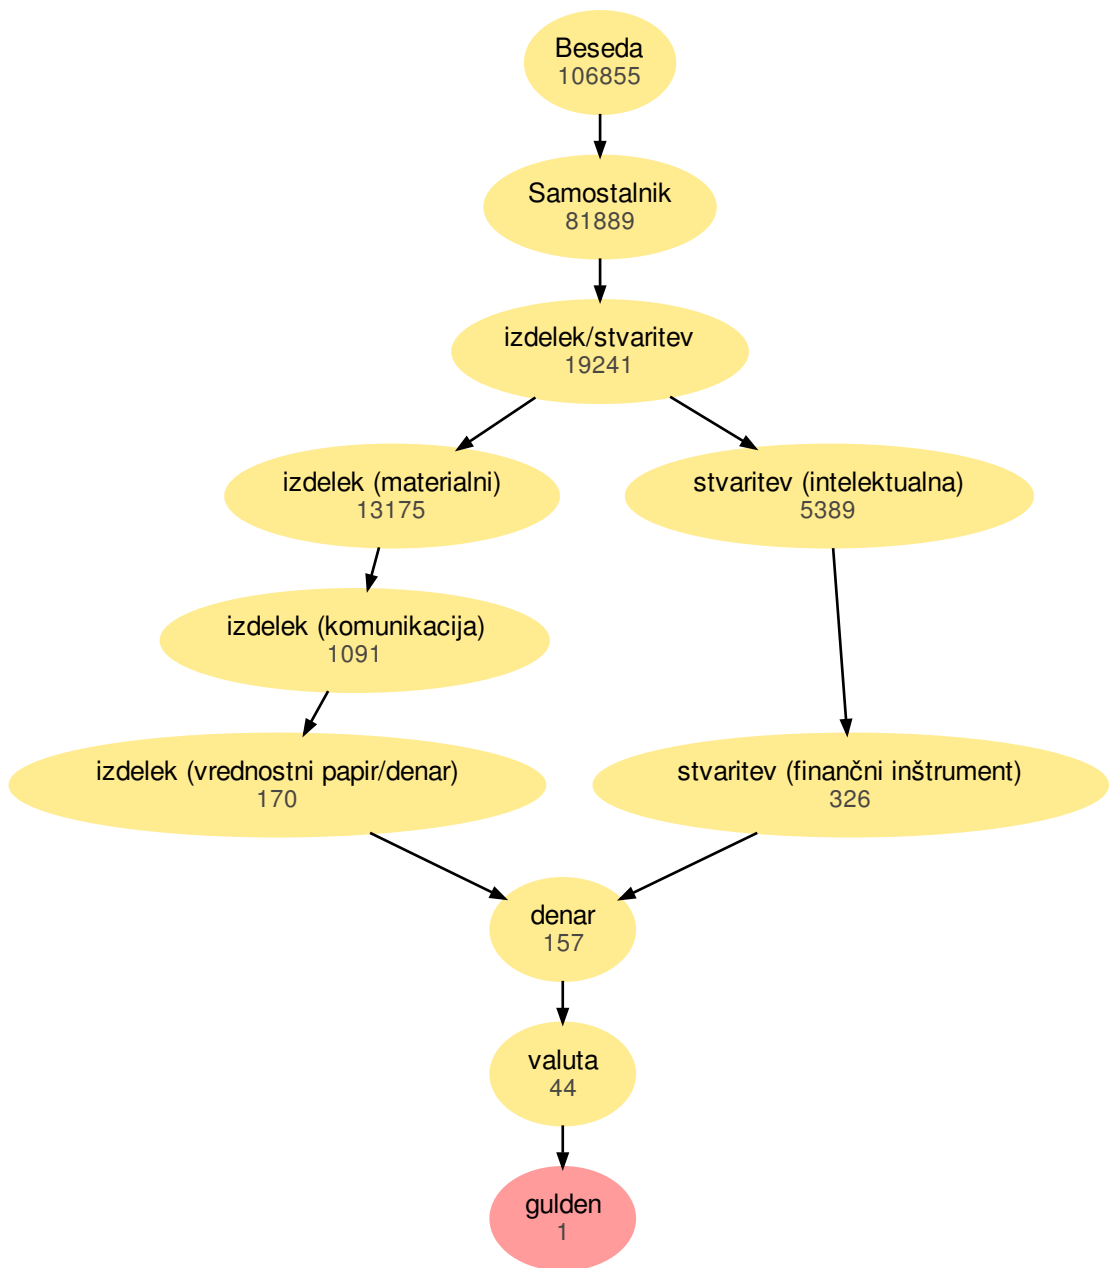 Beseda
106855
Samostalnik
81889
izdelek/stvaritev
19241
izdelek (materialni)
13175
stvaritev (intelektualna)
5389
izdelek (komunikacija)
1091
izdelek (vrednostni papir/denar)
170
stvaritev (finančni inštrument)
326
denar
157
valuta
44
gulden
1